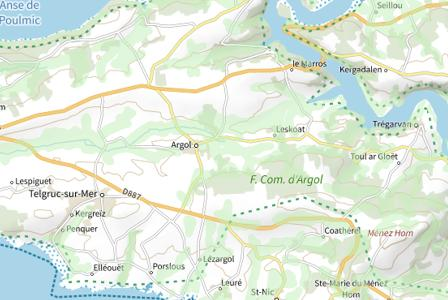 Anse de
Poulmic
Seillou
le Marros
Kergadalen
Trégarvan
Leskoat
Argol
Toul ar Gloët
F. Com. d'Argol
Lespiguet
Telgruc-sur-Mer
D887
Kergreiz
Penquer
Coatherel
Menez Hom
Lézargol
Elléouët
Porslous
Leuré
St-Nic
Ste-Marie du Ménez
Hom